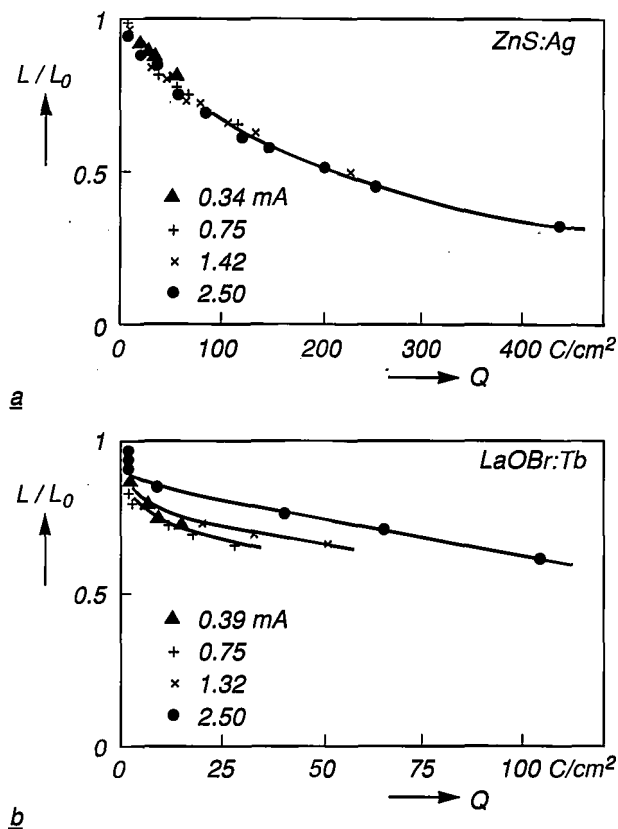 1
ZnS:Ag
L / L₀
0.5
▲ 0.34 mA
+ 0.75
× 1.42
● 2.50
0
0 100 200 300 400 C/cm²
Q
a
1
LaOBr:Tb
L / L₀
0.5
▲ 0.39 mA
+ 0.75
× 1.32
● 2.50
0
0 25 50 75 100 C/cm²
Q
b